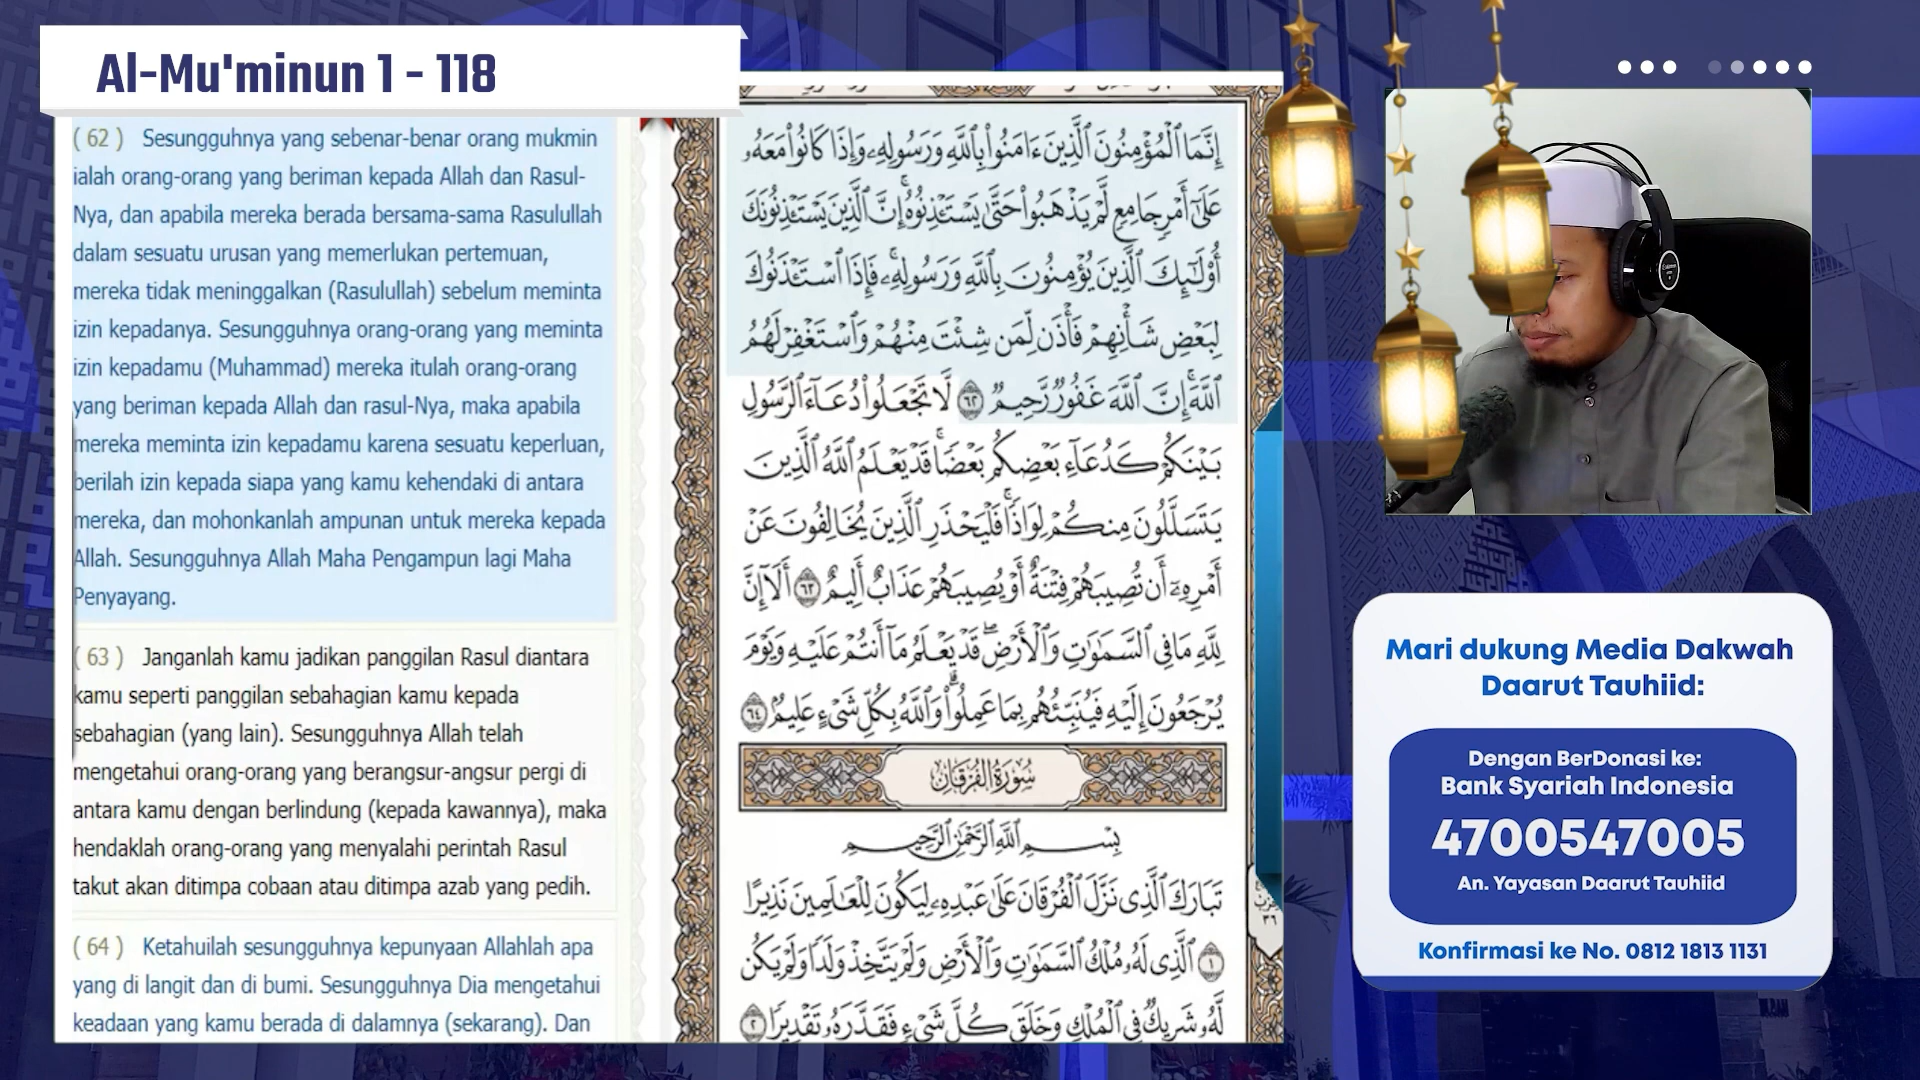 Al-Mu'minun 1 - 118
( 62 ) Sesungguhnya yang sebenar-benar orang mukmin
ialah orang-orang yang beriman kepada Allah dan Rasul-
Nya, dan apabila mereka berada bersama-sama Rasulullah
dalam sesuatu urusan yang memerlukan pertemuan,
mereka tidak meninggalkan (Rasulullah) sebelum meminta
izin kepadanya. Sesungguhnya orang-orang yang meminta
izin kepadamu (Muhammad) mereka itulah orang-orang
yang beriman kepada Allah dan rasul-Nya, maka apabila
mereka meminta izin kepadamu karena sesuatu keperluan,
berilah izin kepada siapa yang kamu kehendaki di antara
mereka, dan mohonkanlah ampunan untuk mereka kepada
Allah. Sesungguhnya Allah Maha Pengampun lagi Maha
Penyayang.
( 63 ) Janganlah kamu jadikan panggilan Rasul diantara
kamu seperti panggilan sebahagian kamu kepada
sebahagian (yang lain). Sesungguhnya Allah telah
mengetahui orang-orang yang berangsur-angsur pergi di
antara kamu dengan berlindung (kepada kawannya), maka
hendaklah orang-orang yang menyalahi perintah Rasul
takut akan ditimpa cobaan atau ditimpa azab yang pedih.
( 64 ) Ketahuilah sesungguhnya kepunyaan Allahlah apa
yang di langit dan di bumi. Sesungguhnya Dia mengetahui
keadaan yang kamu berada di dalamnya (sekarang). Dan
إِنَّمَا ٱلْمُؤْمِنُونَ ٱلَّذِينَ ءَامَنُوا۟ بِٱللَّهِ وَرَسُولِهِۦ وَإِذَا كَانُوا۟ مَعَهُۥ
عَلَىٰٓ أَمْرٍ جَامِعٍ لَّمْ يَذْهَبُوا۟ حَتَّىٰ يَسْتَـْٔذِنُوهُ ۚ إِنَّ ٱلَّذِينَ يَسْتَـْٔذِنُونَكَ
أُو۟لَـٰٓئِكَ ٱلَّذِينَ يُؤْمِنُونَ بِٱللَّهِ وَرَسُولِهِۦ ۚ فَإِذَا ٱسْتَـْٔذَنُوكَ
لِبَعْضِ شَأْنِهِمْ فَأْذَن لِّمَن شِئْتَ مِنْهُمْ وَٱسْتَغْفِرْ لَهُمُ
ٱللَّهَ ۚ إِنَّ ٱللَّهَ غَفُورٌ رَّحِيمٌ ٦٢ لَّا تَجْعَلُوا۟ دُعَآءَ ٱلرَّسُولِ
بَيْنَكُمْ كَدُعَآءِ بَعْضِكُم بَعْضًا ۚ قَدْ يَعْلَمُ ٱللَّهُ ٱلَّذِينَ
يَتَسَلَّلُونَ مِنكُمْ لِوَاذًا ۚ فَلْيَحْذَرِ ٱلَّذِينَ يُخَالِفُونَ عَنْ
أَمْرِهِۦٓ أَن تُصِيبَهُمْ فِتْنَةٌ أَوْ يُصِيبَهُمْ عَذَابٌ أَلِيمٌ ٦٣ أَلَآ إِنَّ
لِلَّهِ مَا فِى ٱلسَّمَـٰوَٰتِ وَٱلْأَرْضِ ۖ قَدْ يَعْلَمُ مَآ أَنتُمْ عَلَيْهِ وَيَوْمَ
يُرْجَعُونَ إِلَيْهِ فَيُنَبِّئُهُم بِمَا عَمِلُوا۟ ۗ وَٱللَّهُ بِكُلِّ شَىْءٍ عَلِيمٌۢ ٦٤
سُورَةُ الفُرْقَانِ
بِسْمِ ٱللَّهِ ٱلرَّحْمَـٰنِ ٱلرَّحِيمِ
تَبَارَكَ ٱلَّذِى نَزَّلَ ٱلْفُرْقَانَ عَلَىٰ عَبْدِهِۦ لِيَكُونَ لِلْعَـٰلَمِينَ نَذِيرًا
١ ٱلَّذِى لَهُۥ مُلْكُ ٱلسَّمَـٰوَٰتِ وَٱلْأَرْضِ وَلَمْ يَتَّخِذْ وَلَدًا وَلَمْ يَكُن
لَّهُۥ شَرِيكٌ فِى ٱلْمُلْكِ وَخَلَقَ كُلَّ شَىْءٍ فَقَدَّرَهُۥ تَقْدِيرًا ٢
٣٦
Mari dukung Media Dakwah
Daarut Tauhiid:
Dengan BerDonasi ke:
Bank Syariah Indonesia
4700547005
An. Yayasan Daarut Tauhiid
Konfirmasi ke No. 0812 1813 1131